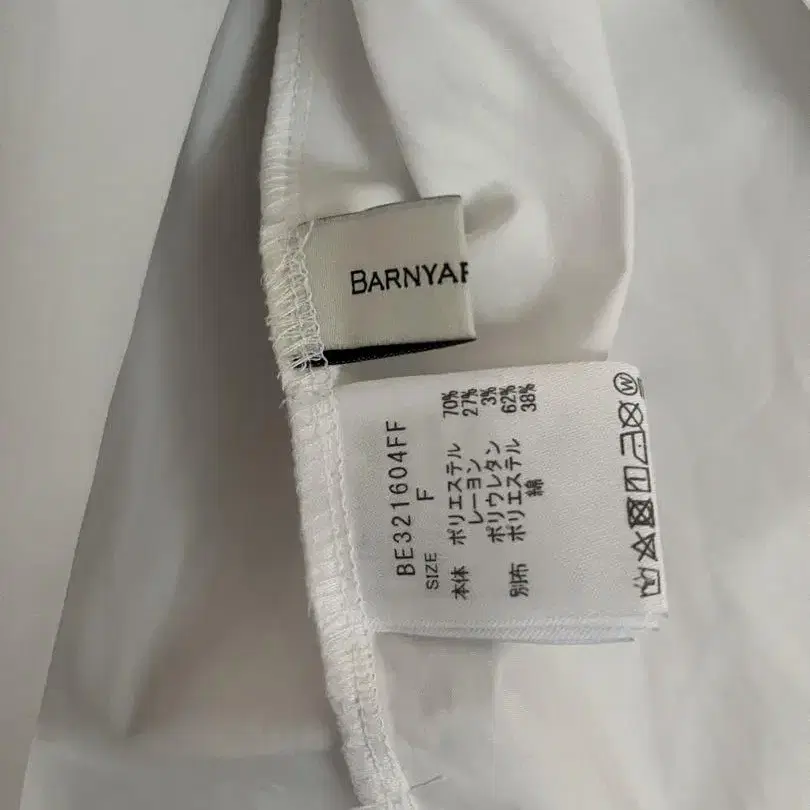 BARNYAR
BE321604FF
SIZE F
本体 ポリエステル 70%
レーヨン 27%
ポリウレタン 3%
別布 ポリエステル 62%
綿 38%
W